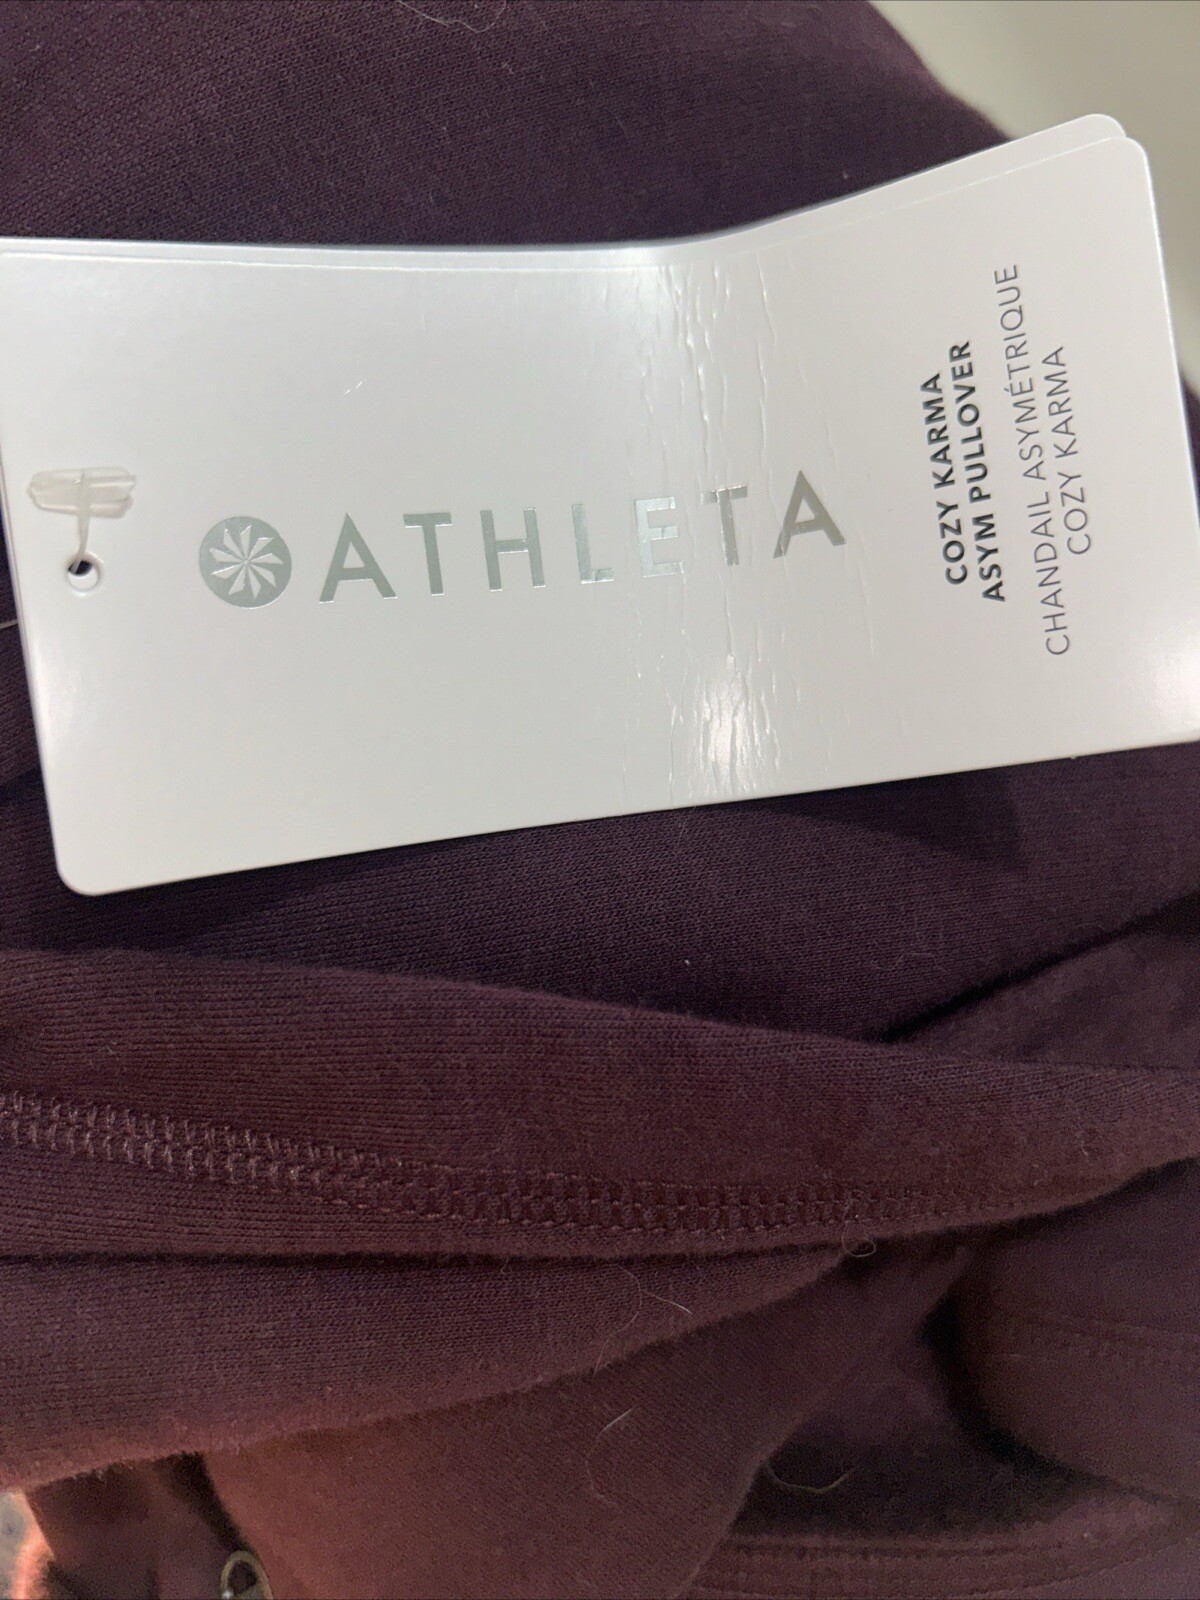 ATHLETA
COZY KARMA
ASYM PULLOVER
CHANDAIL ASYMÉTRIQUE
COZY KARMA